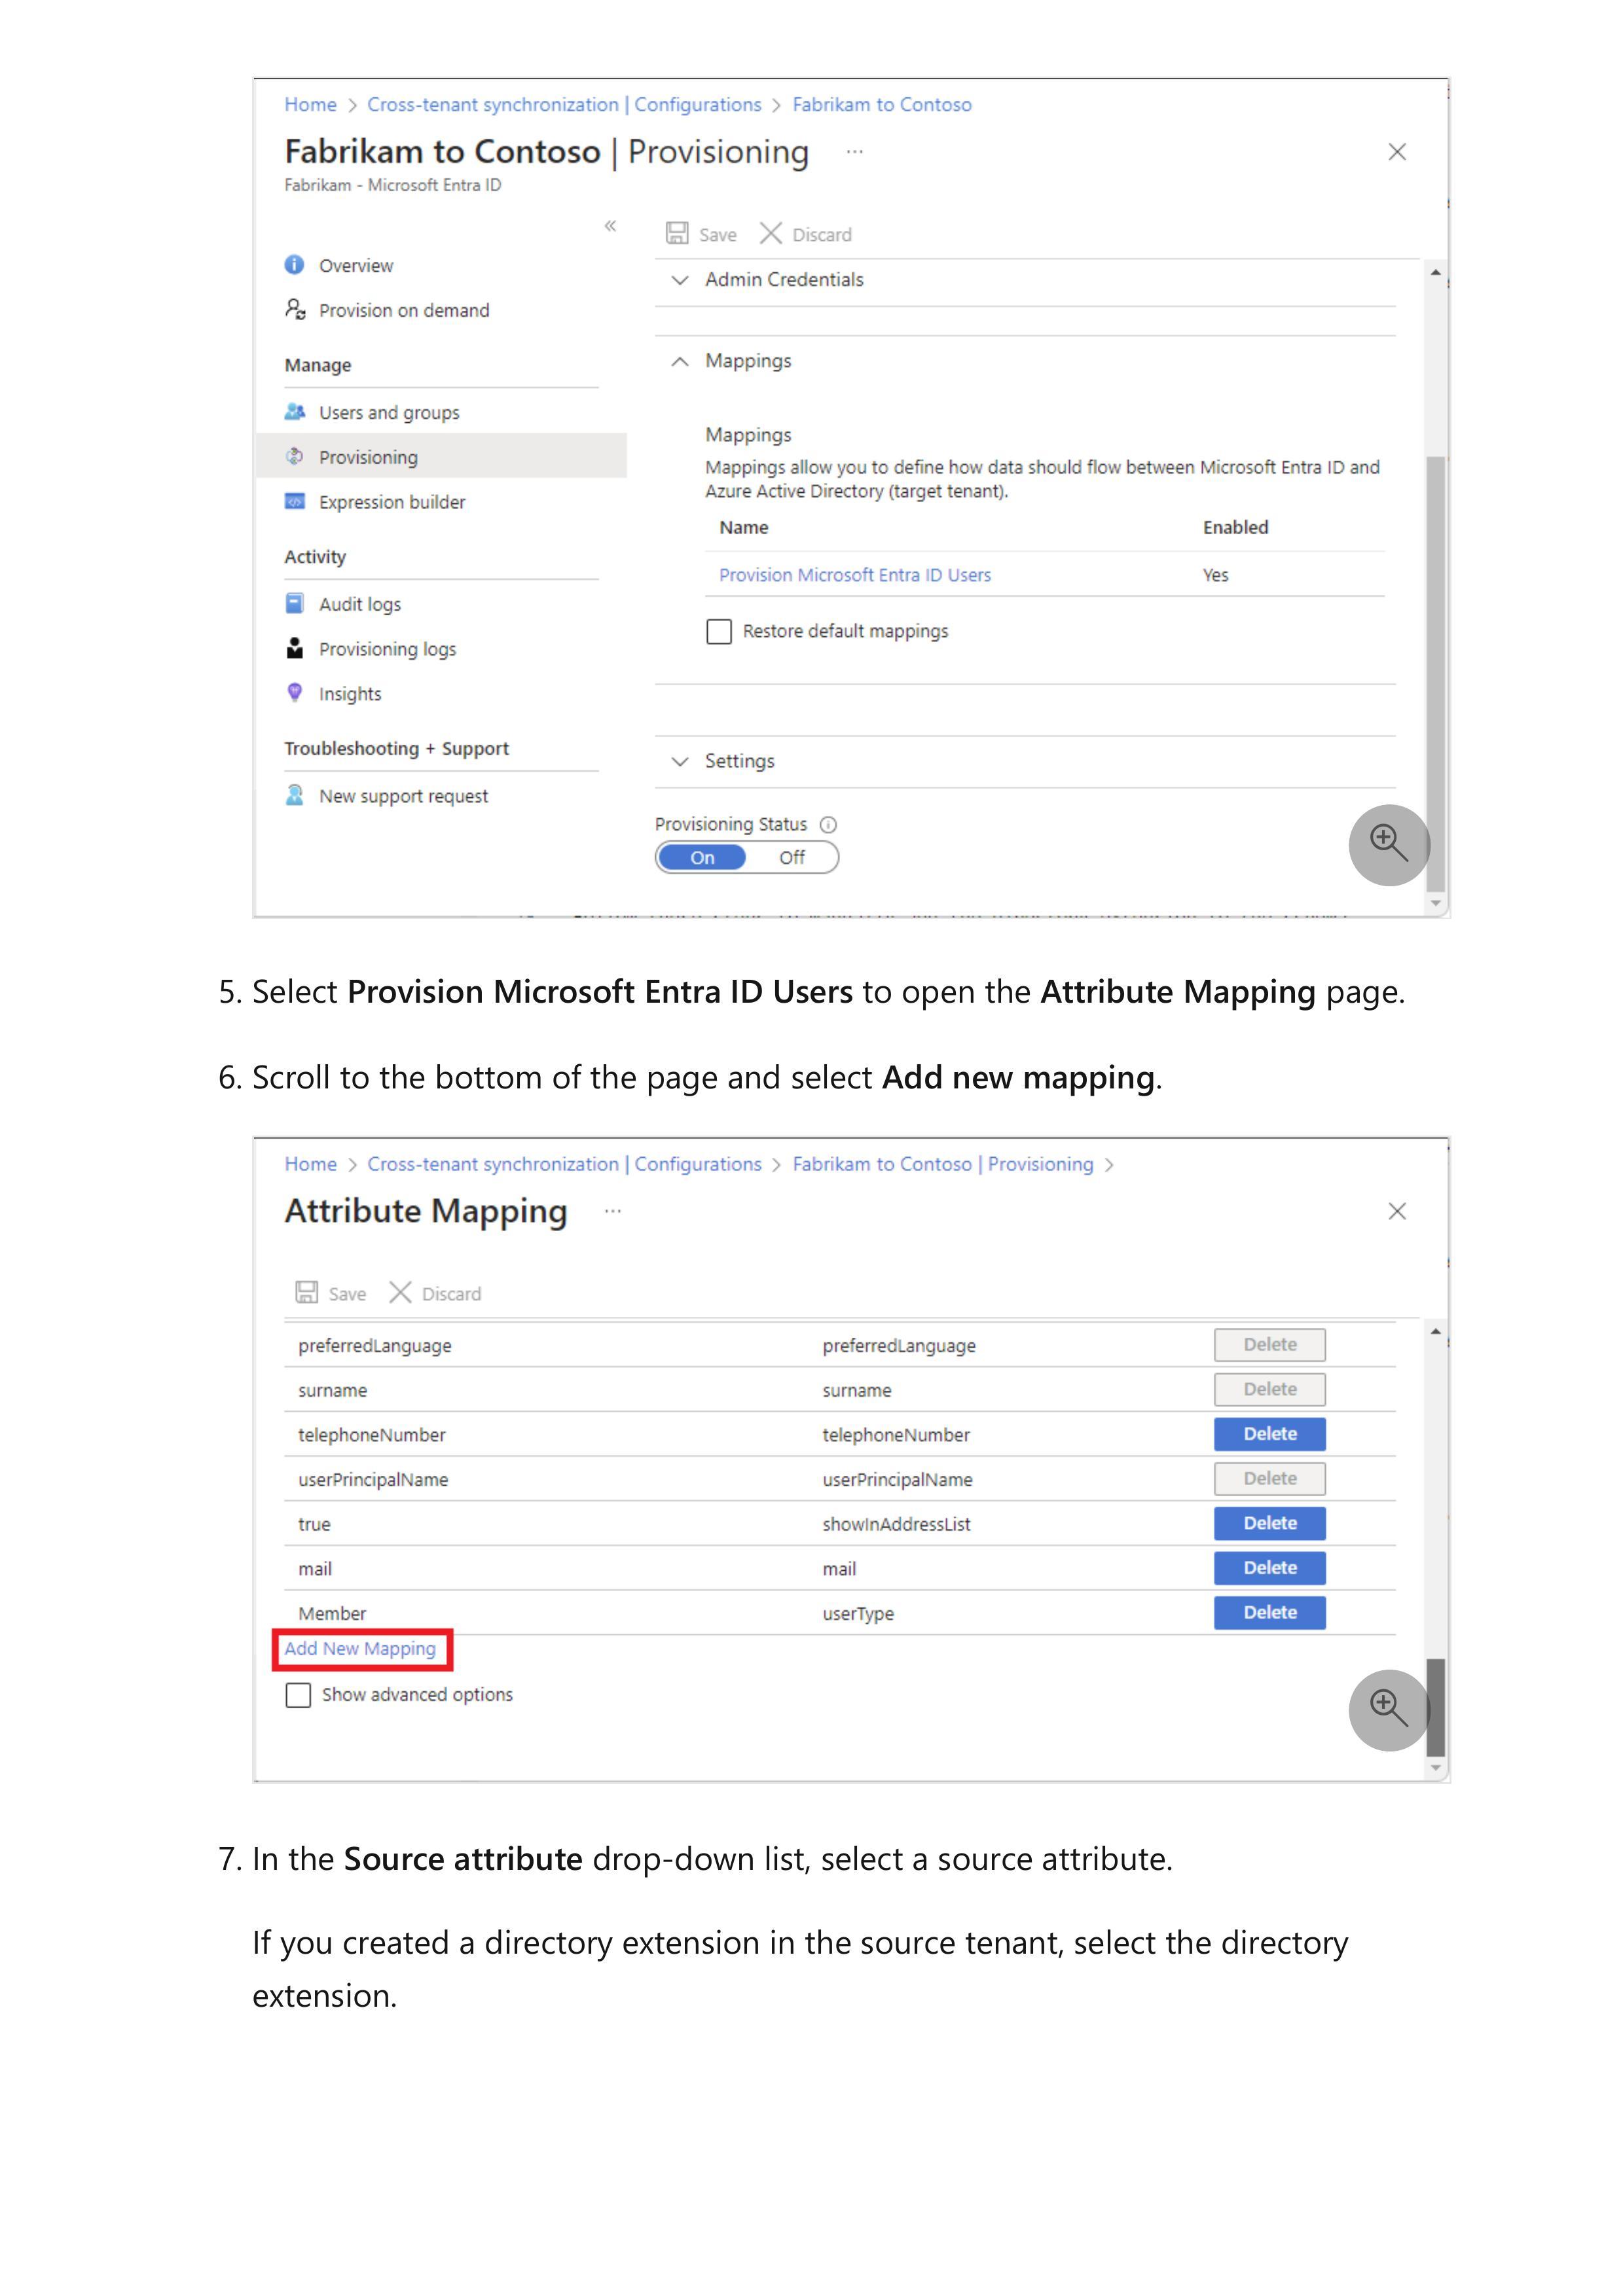 Home > Cross-tenant synchronization | Configurations > Fabrikam to Contoso
Fabrikam to Contoso | Provisioning ...
Fabrikam - Microsoft Entra ID
«
Save Discard
Overview
Provision on demand
Manage
Users and groups
Provisioning
Expression builder
Activity
Audit logs
Provisioning logs
Insights
Troubleshooting + Support
New support request
Admin Credentials
Mappings
Mappings
Mappings allow you to define how data should flow between Microsoft Entra ID and
Azure Active Directory (target tenant).
Name Enabled
Provision Microsoft Entra ID Users Yes
Restore default mappings
Settings
Provisioning Status
On Off
5. Select Provision Microsoft Entra ID Users to open the Attribute Mapping page.
6. Scroll to the bottom of the page and select Add new mapping.
Home > Cross-tenant synchronization | Configurations > Fabrikam to Contoso | Provisioning >
Attribute Mapping ...
Save Discard
preferredLanguage preferredLanguage Delete
surname surname Delete
telephoneNumber telephoneNumber Delete
userPrincipalName userPrincipalName Delete
true showInAddressList Delete
mail mail Delete
Member userType Delete
Add New Mapping
Show advanced options
7. In the Source attribute drop-down list, select a source attribute.
If you created a directory extension in the source tenant, select the directory
extension.